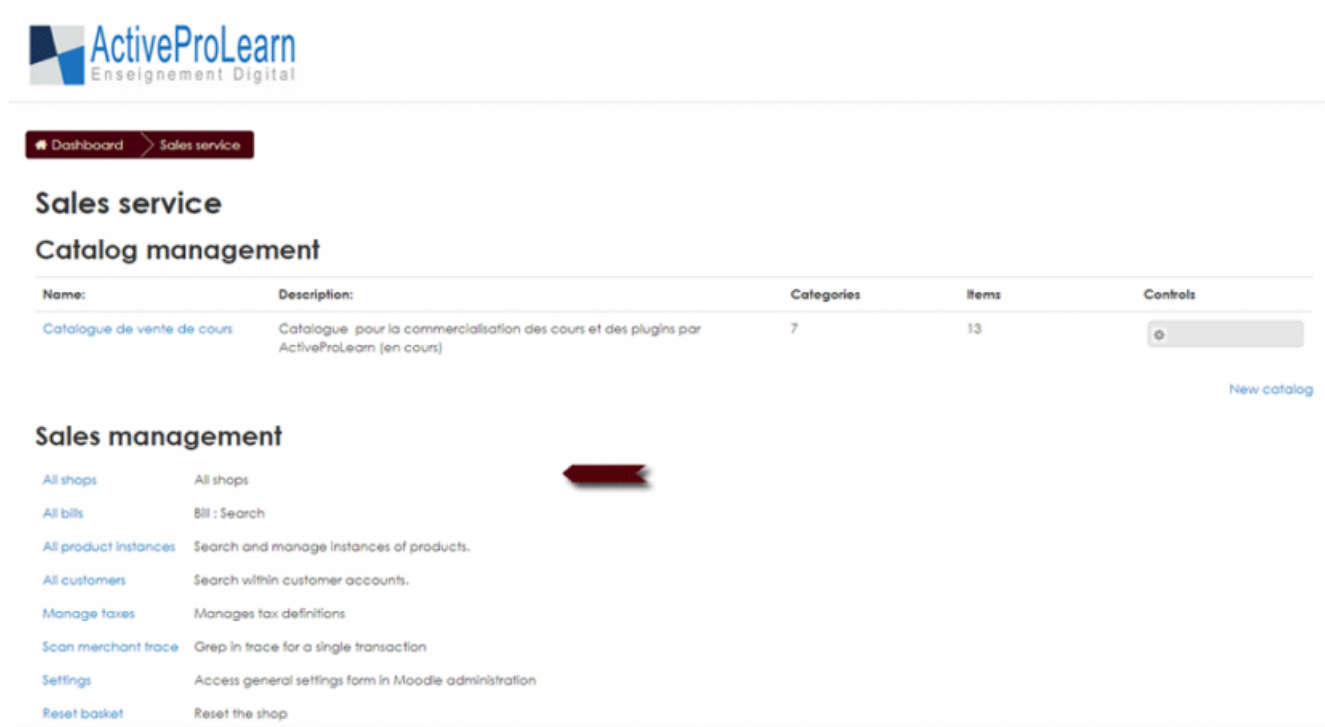 ActiveProLearn
Enseignement Digital
Dashboard Sales service
Sales service
Catalog management
Name: Description: Categories Items Controls
Catalogue de vente de cours Catalogue pour la commercialisation des cours et des plugins par 7 13
ActiveProLearn (en cours)
New catalog
Sales management
All shops All shops
All bills Bill : Search
All product instances Search and manage instances of products.
All customers Search within customer accounts.
Manage taxes Manages tax definitions
Scan merchant trace Grep in trace for a single transaction
Settings Access general settings form in Moodle administration
Reset basket Reset the shop